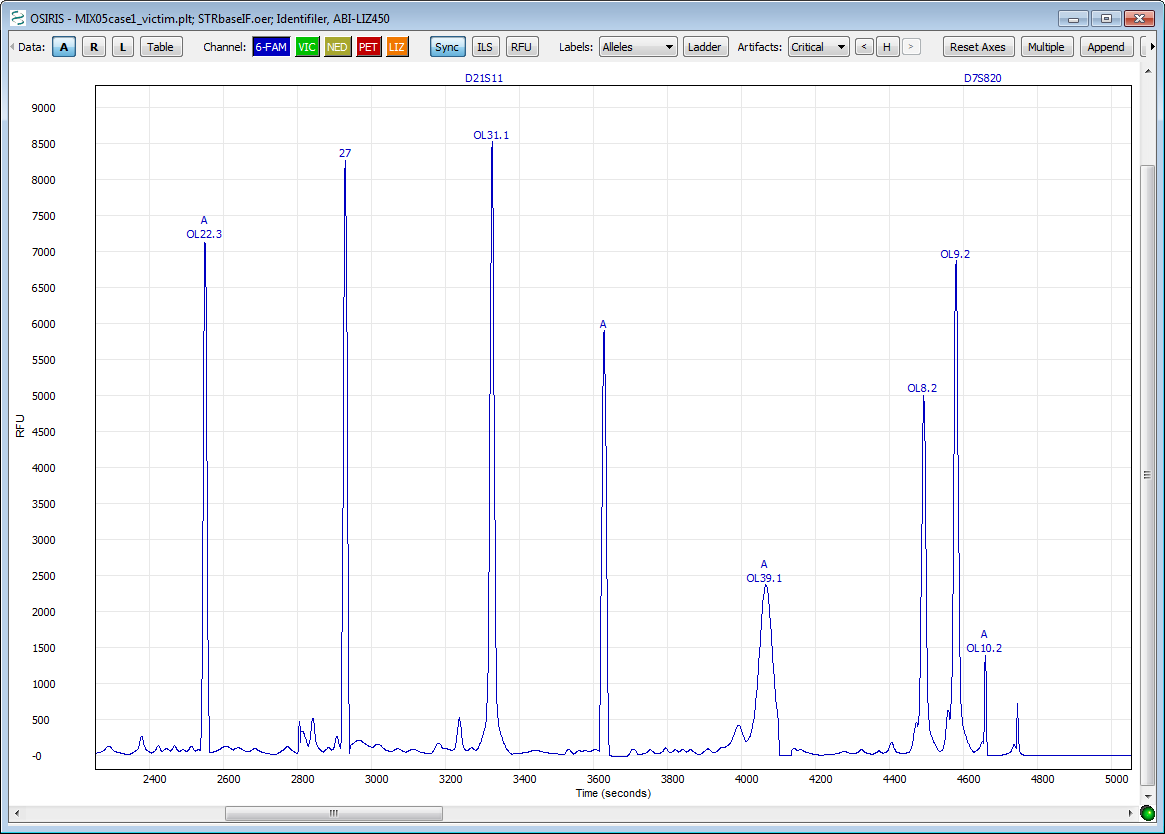 OSIRIS - MIX05case1_victim.plt; STRbaseIF.oer; Identifiler, ABI-LIZ450
Data: A R L Table Channel: 6-FAM VIC NED PET LIZ Sync ILS RFU Labels: Alleles Ladder Artifacts: Critical < H > Reset Axes Multiple Append
D21S11 D7S820
9000
8500
8000
7500
7000
6500
6000
5500
5000
4500
4000
3500
3000
2500
2000
1500
1000
500
-0
RFU
A
OL22.3
27
OL31.1
A
A
OL39.1
OL8.2
OL9.2
A
OL10.2
2400 2600 2800 3000 3200 3400 3600 3800 4000 4200 4400 4600 4800 5000
Time (seconds)